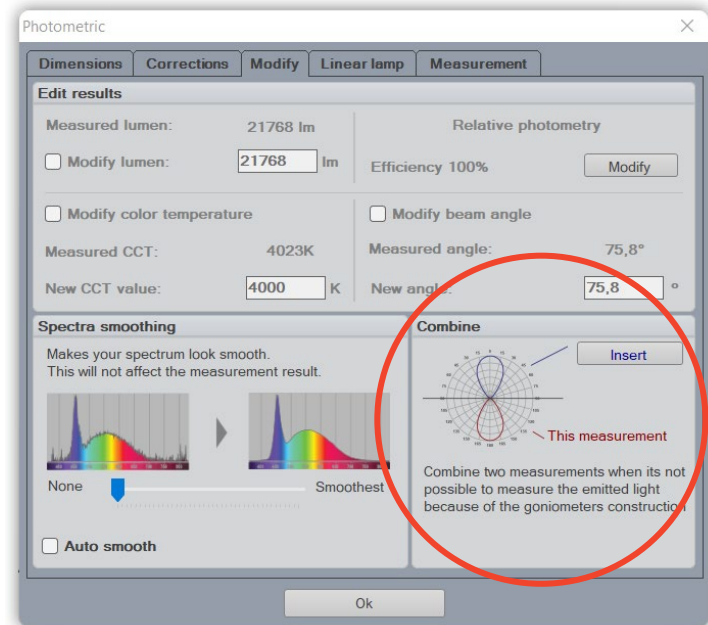 Photometric
Dimensions Corrections Modify Linear lamp Measurement
Edit results
Measured lumen: 21768 lm
Modify lumen: 21768 lm
Relative photometry
Efficiency 100% Modify
Modify color temperature
Measured CCT: 4023K
New CCT value: 4000 K
Modify beam angle
Measured angle: 75,8°
New angle: 75,8 °
Spectra smoothing
Makes your spectrum look smooth.
This will not affect the measurement result.
None Smoothest
Auto smooth
Combine
Insert
This measurement
Combine two measurements when its not
possible to measure the emitted light
because of the goniometers construction
Ok